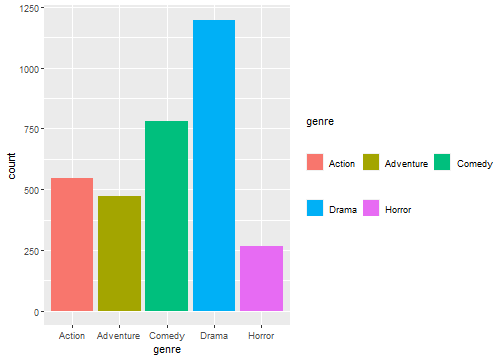 1250
1000
750
500
250
0
count
Action Adventure Comedy Drama Horror
genre
genre
Action Adventure Comedy
Drama Horror